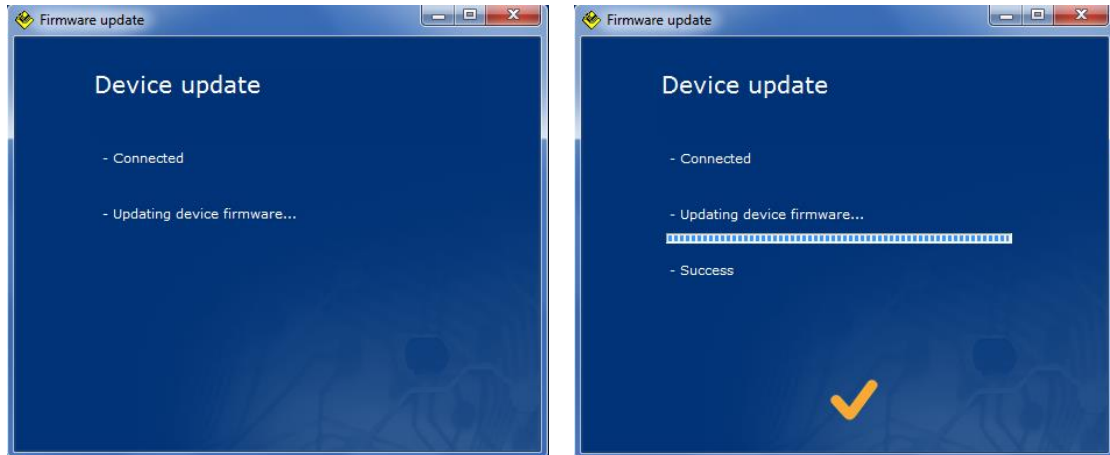 Firmware update
Device update
- Connected
- Updating device firmware...
Firmware update
Device update
- Connected
- Updating device firmware...
- Success